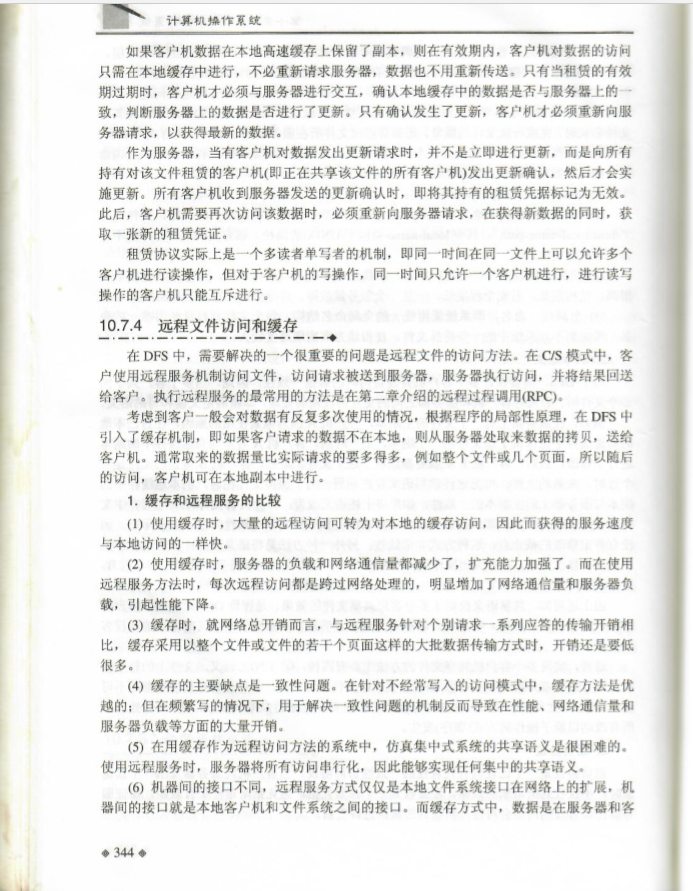 计算机操作系统
如果客户机数据在本地高速缓存上保留了副本，则在有效期内，客户机对数据的访问
只需在本地缓存中进行，不必重新请求服务器，数据也不用重新传送。只有当租赁的有效
期过期时，客户机才必须与服务器进行交互，确认本地缓存中的数据是否与服务器上的一
致，判断服务器上的数据是否进行了更新。只有确认发生了更新，客户机才必须重新向服
务器请求，以获得最新的数据。
作为服务器，当有客户机对数据发出更新请求时，并不是立即进行更新，而是向所有
持有对该文件租赁的客户机(即正在共享该文件的所有客户机)发出更新确认，然后才会实
施更新。所有客户机收到服务器发送的更新确认时，即将其持有的租赁凭据标记为无效。
此后，客户机需要再次访问该数据时，必须重新向服务器请求，在获得新数据的同时，获
取一张新的租赁凭证。
租赁协议实际上是一个多读者单写者的机制，即同一时间在同一文件上可以允许多个
客户机进行读操作，但对于客户机的写操作，同一时间只允许一个客户机进行，进行读写
操作的客户机只能互斥进行。
10.7.4 远程文件访问和缓存
在 DFS 中，需要解决的一个很重要的问题是远程文件的访问方法。在 C/S 模式中，客
户使用远程服务机制访问文件，访问请求被送到服务器，服务器执行访问，并将结果回送
给客户。执行远程服务的最常用的方法是在第二章介绍的远程过程调用(RPC)。
考虑到客户一般会对数据有反复多次使用的情况，根据程序的局部性原理，在 DFS 中
引入了缓存机制，即如果客户请求的数据不在本地，则从服务器处取来数据的拷贝，送给
客户机。通常取来的数据量比实际请求的要多得多，例如整个文件或几个页面，所以随后
的访问，客户机可在本地副本中进行。
1. 缓存和远程服务的比较
(1) 使用缓存时，大量的远程访问可转为对本地的缓存访问，因此而获得的服务速度
与本地访问的一样快。
(2) 使用缓存时，服务器的负载和网络通信量都减少了，扩充能力加强了。而在使用
远程服务方法时，每次远程访问都是跨过网络处理的，明显增加了网络通信量和服务器负
载，引起性能下降。
(3) 缓存时，就网络总开销而言，与远程服务针对个别请求一系列应答的传输开销相
比，缓存采用以整个文件或文件的若干个页面这样的大批数据传输方式时，开销还是要低
很多。
(4) 缓存的主要缺点是一致性问题。在针对不经常写入的访问模式中，缓存方法是优
越的；但在频繁写的情况下，用于解决一致性问题的机制反而导致在性能、网络通信量和
服务器负载等方面的大量开销。
(5) 在用缓存作为远程访问方法的系统中，仿真集中式系统的共享语义是很困难的。
使用远程服务时，服务器将所有访问串行化，因此能够实现任何集中的共享语义。
(6) 机器间的接口不同，远程服务方式仅仅是本地文件系统接口在网络上的扩展，机
器间的接口就是本地客户机和文件系统之间的接口。而缓存方式中，数据是在服务器和客
344